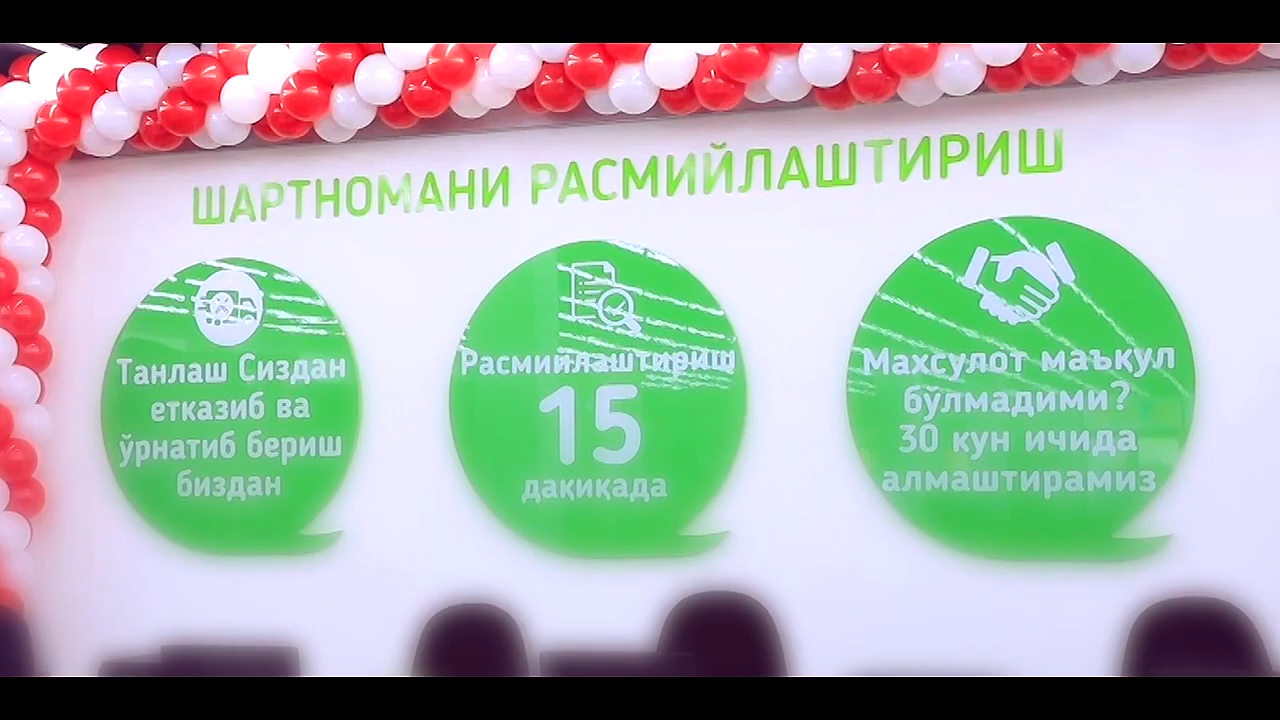 ШАРТНОМАНИ РАСМИЙЛАШТИРИШ
Танлаш Сиздан
етказиб ва
ўрнатиб бериш
биздан
Расмийлаштириш
15
дақиқада
Махсулот маъқул
бўлмадими?
30 кун ичида
алмаштирамиз